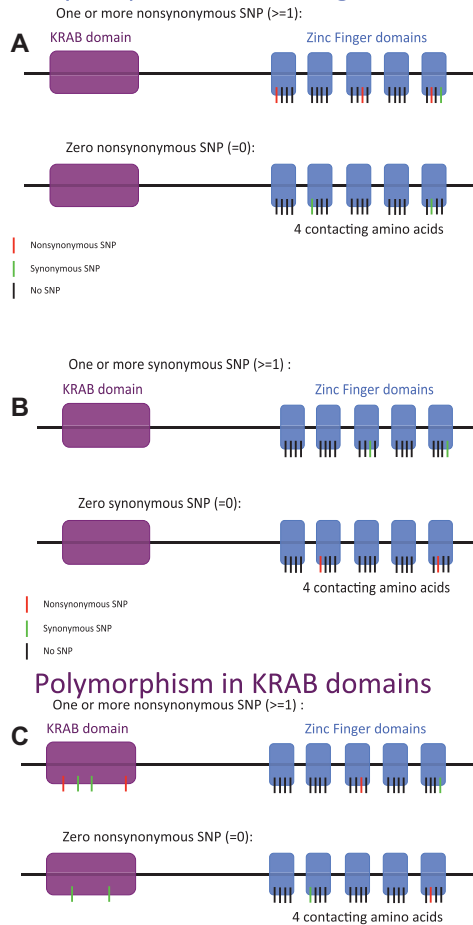 One or more nonsynonymous SNP (>=1):
A
KRAB domain
Zinc Finger domains
Zero nonsynonymous SNP (=0):
4 contacting amino acids
Nonsynonymous SNP
Synonymous SNP
No SNP
One or more synonymous SNP (>=1) :
B
KRAB domain
Zinc Finger domains
Zero synonymous SNP (=0):
4 contacting amino acids
Nonsynonymous SNP
Synonymous SNP
No SNP
Polymorphism in KRAB domains
One or more nonsynonymous SNP (>=1) :
C
KRAB domain
Zinc Finger domains
Zero nonsynonymous SNP (=0):
4 contacting amino acids